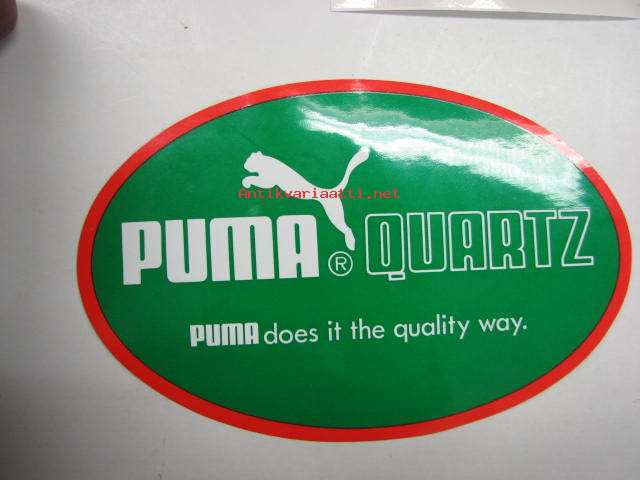 Antikvariaatti.net
PUMA ® QUARTZ
PUMA does it the quality way.